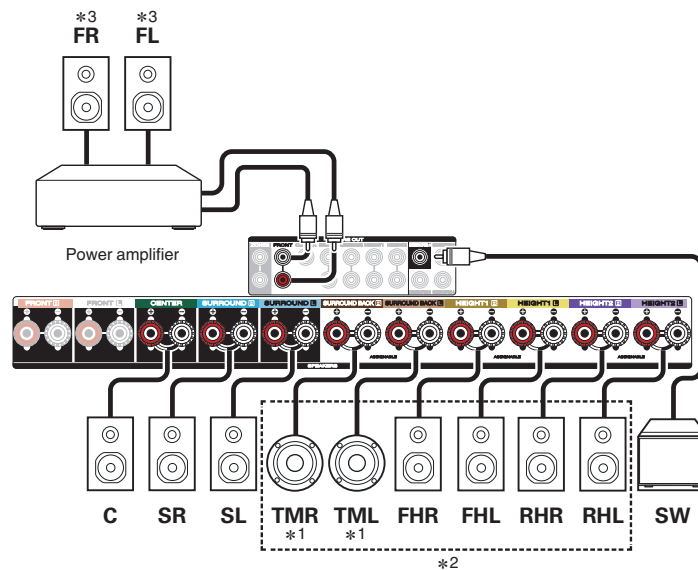 *3 *3
FR FL
Power amplifier
FRONT
RE OUT
FRONT R FRONT L CENTER SURROUND R SURROUND L SURROUND BACK R SURROUND BACK L HEIGHT1 R HEIGHT1 L HEIGHT2 R HEIGHT2 L
ASSIGNABLE ASSIGNABLE ASSIGNABLE
SPEAKERS
C SR SL TMR TML FHR FHL RHR RHL SW
*1 *1
*2